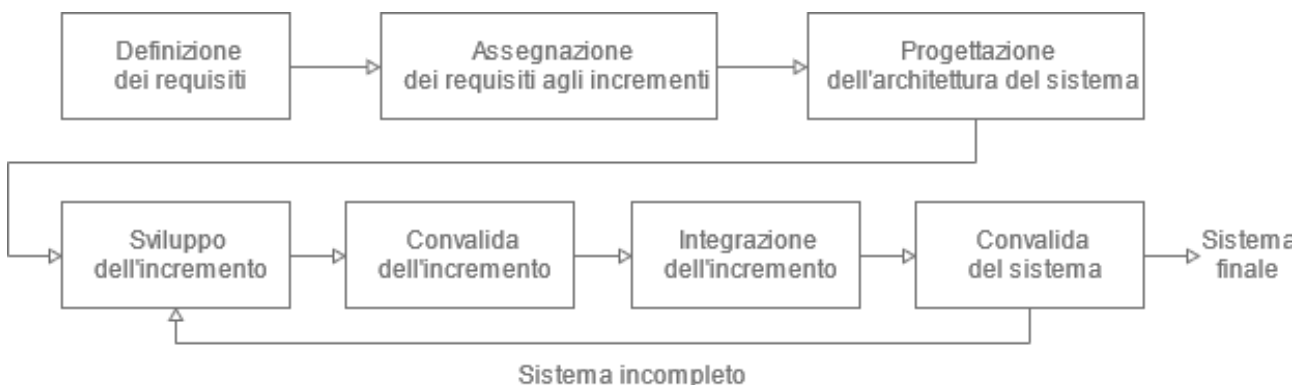 Definizione
dei requisiti
Assegnazione
dei requisiti agli incrementi
Progettazione
dell'architettura del sistema
Sviluppo
dell'incremento
Convalida
dell'incremento
Integrazione
dell'incremento
Convalida
del sistema
Sistema
finale
Sistema incompleto